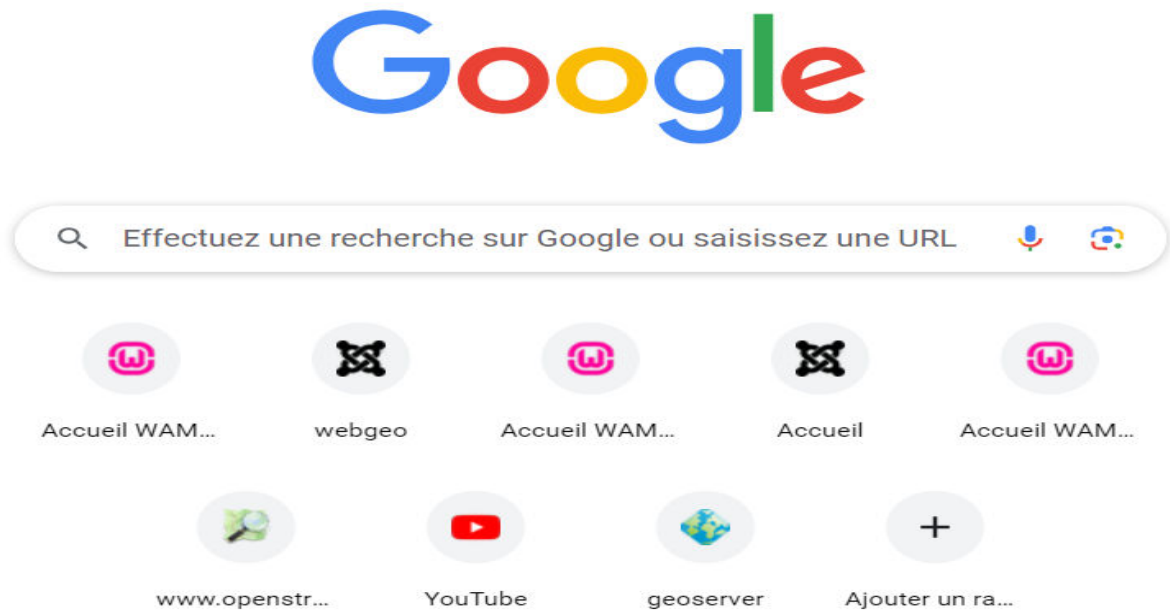 Google
Effectuez une recherche sur Google ou saisissez une URL
Accueil WAM...
webgeo
Accueil WAM...
Accueil
Accueil WAM...
www.openstr...
YouTube
geoserver
Ajouter un ra...